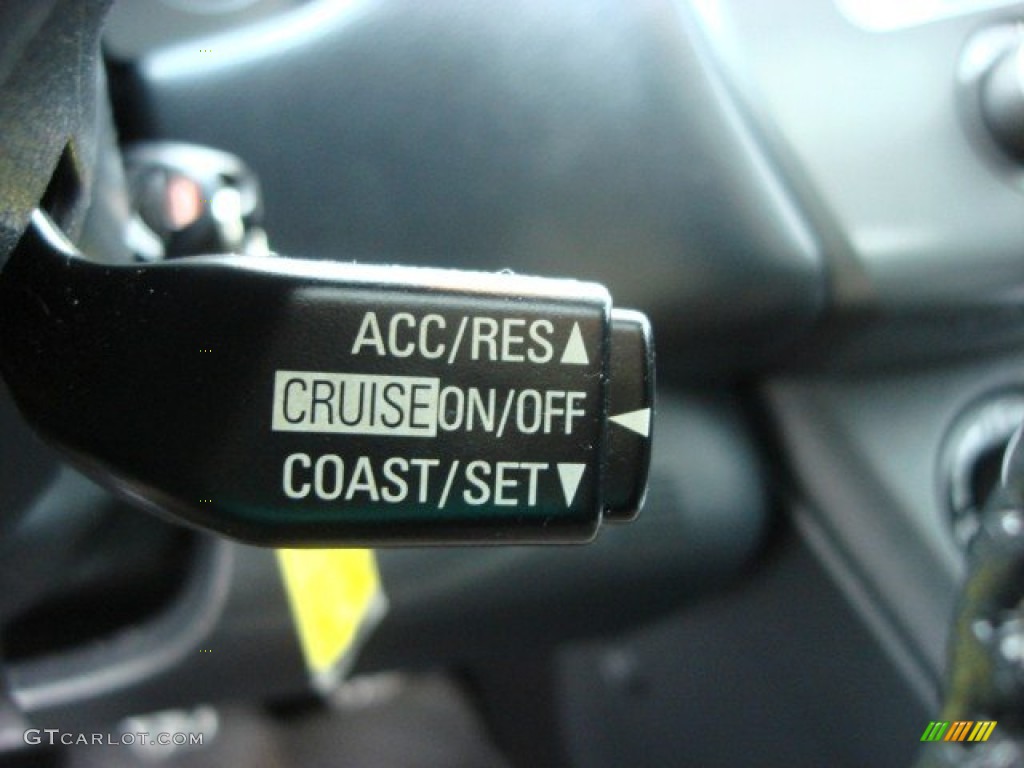 ACC/RES▲
CRUISE ON/OFF ◀
COAST/SET▼
GTCARLOT.COM